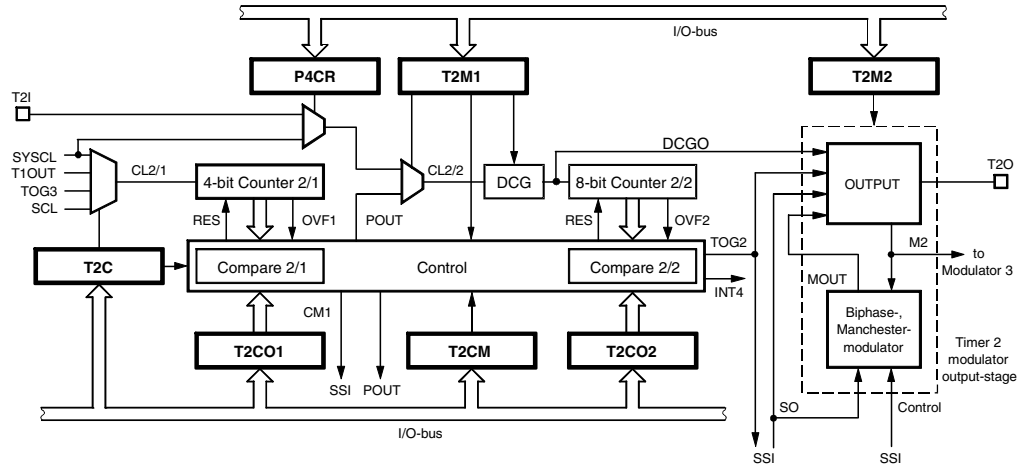 I/O-bus
P4CR
T2M1
T2M2
T2I
SYSCL
T1OUT
TOG3
SCL
CL2/1
4-bit Counter 2/1
CL2/2
DCG
8-bit Counter 2/2
DCGO
OUTPUT
T2O
RES
OVF1
POUT
RES
OVF2
TOG2
T2C
Compare 2/1
Control
Compare 2/2
INT4
M2
to
Modulator 3
MOUT
Biphase-,
Manchester-
modulator
CM1
T2CO1
T2CM
T2CO2
SSI
POUT
Timer 2
modulator
output-stage
SO
Control
I/O-bus
SSI
SSI